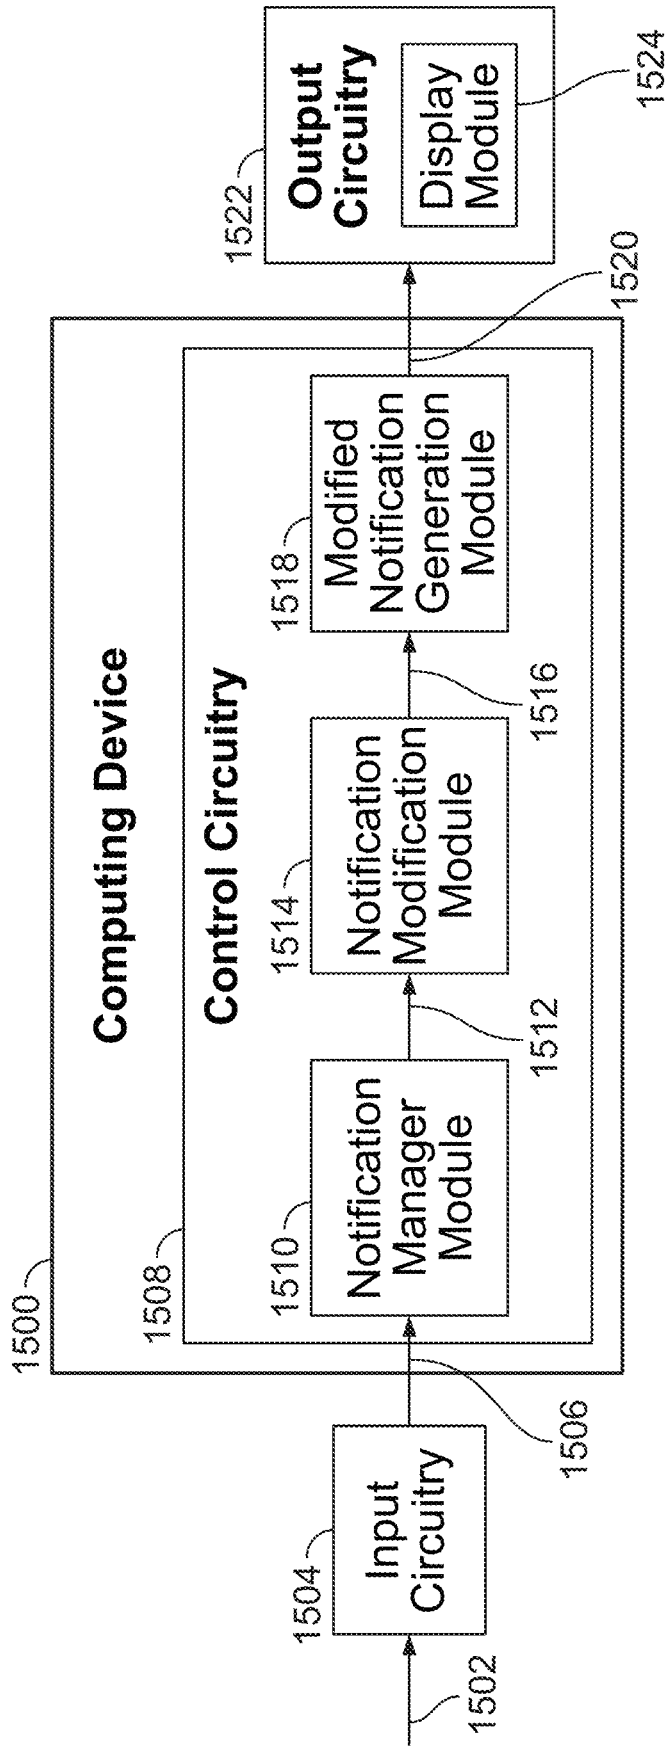 1500
Computing Device
1508
Control Circuitry
1502
1504
Input
Circuitry
1506
1510
Notification
Manager
Module
1512
1514
Notification
Modification
Module
1516
1518
Modified
Notification
Generation
Module
1520
1522
Output
Circuitry
Display
Module
1524